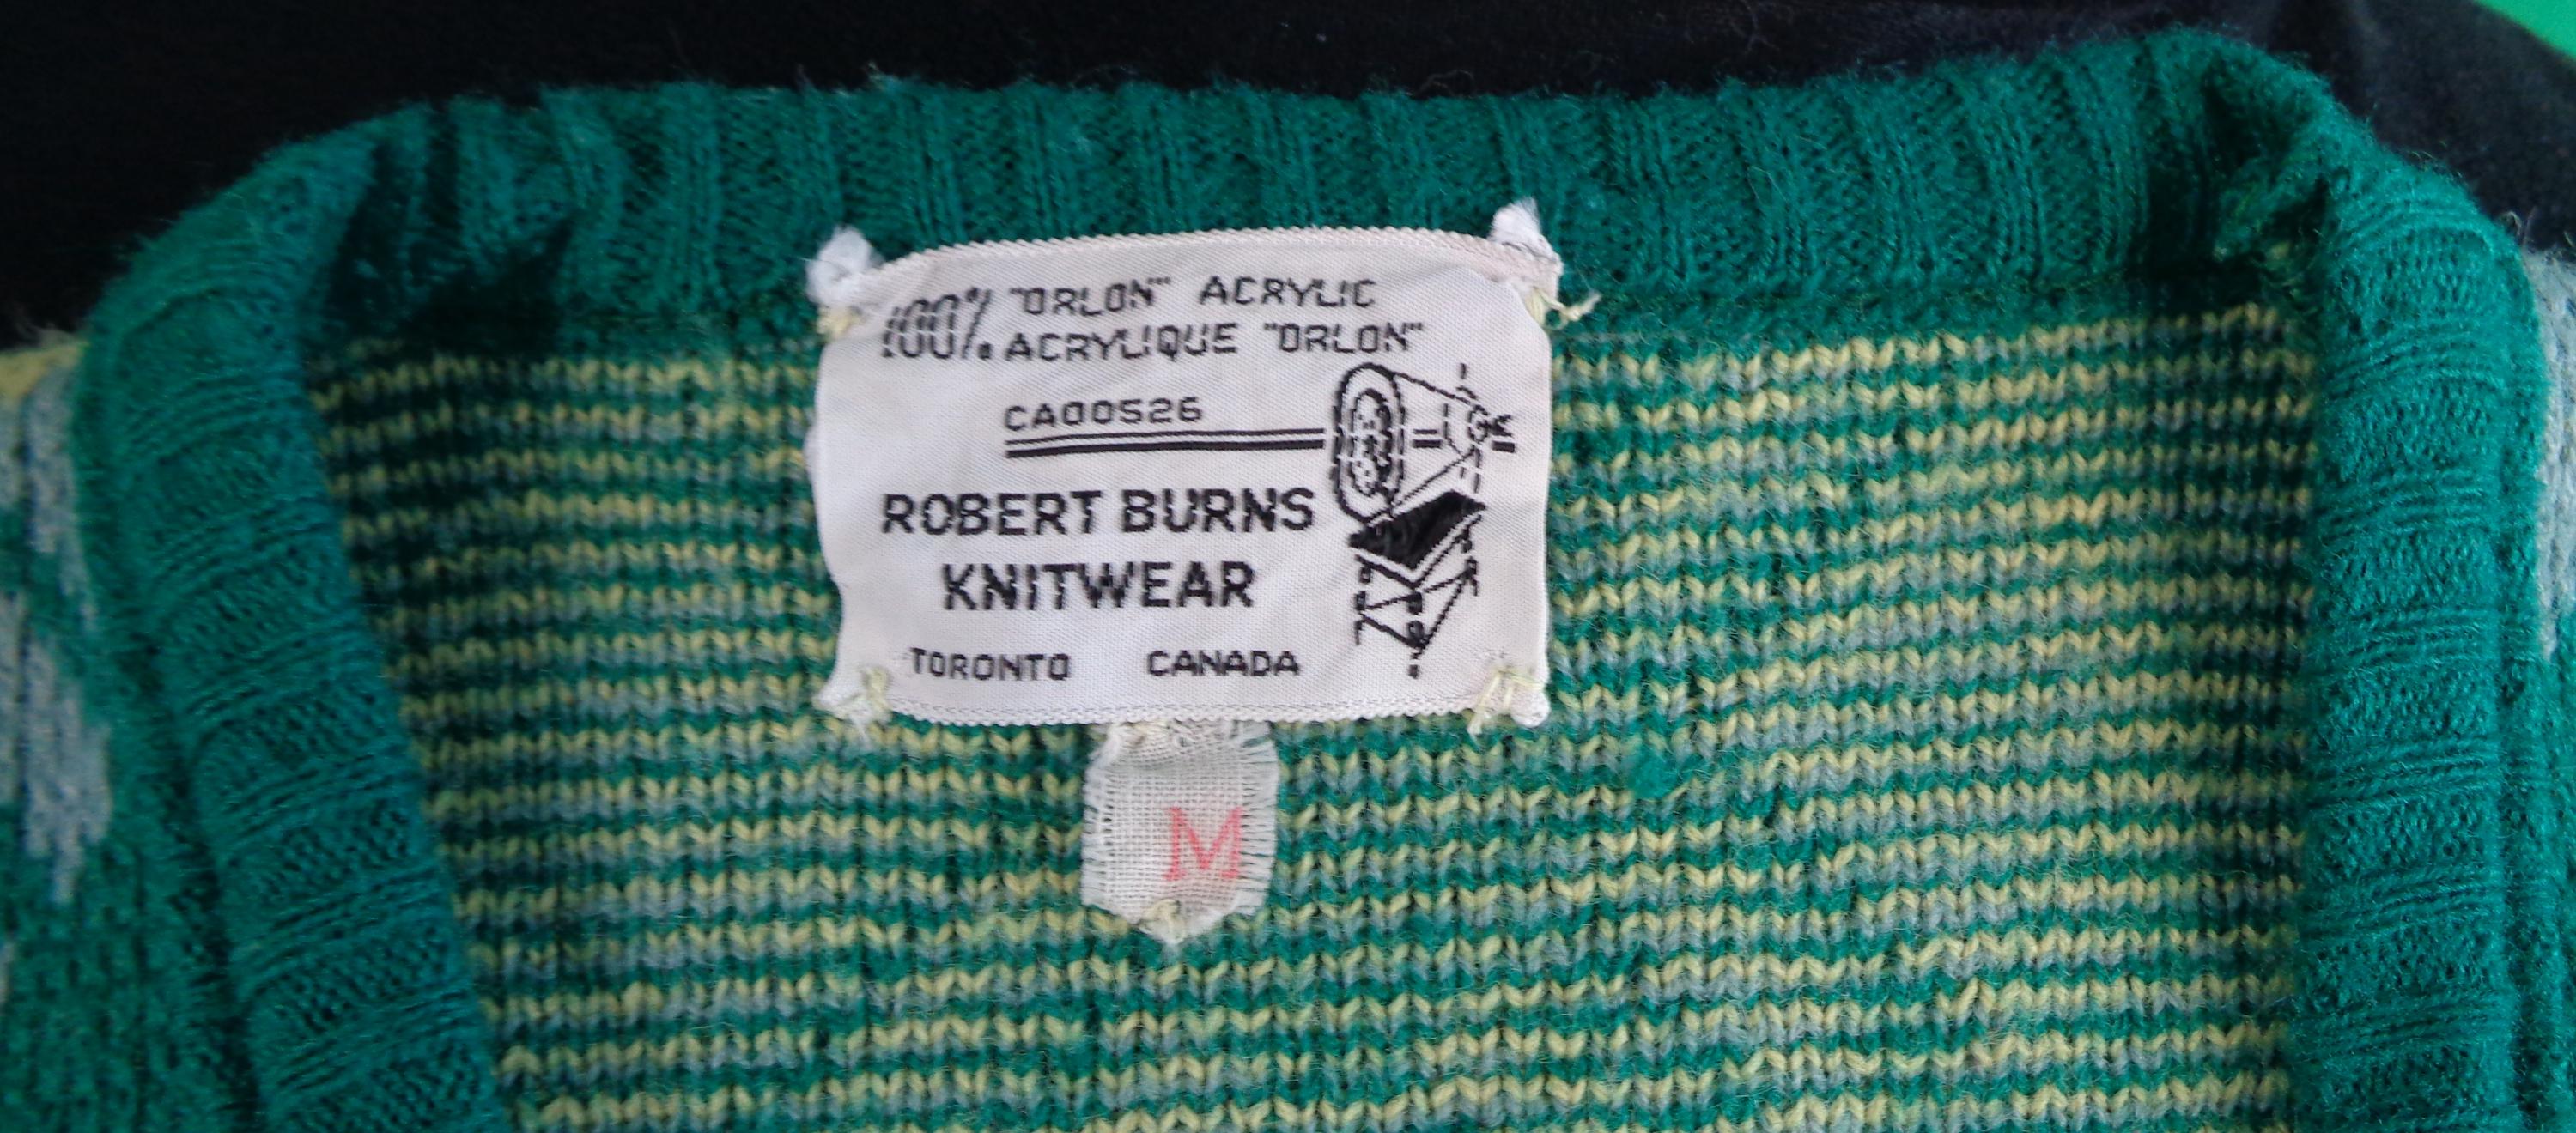 100% "ORLON" ACRYLIC
ACRYLIQUE "ORLON"
CA00526
ROBERT BURNS
KNITWEAR
TORONTO CANADA
M